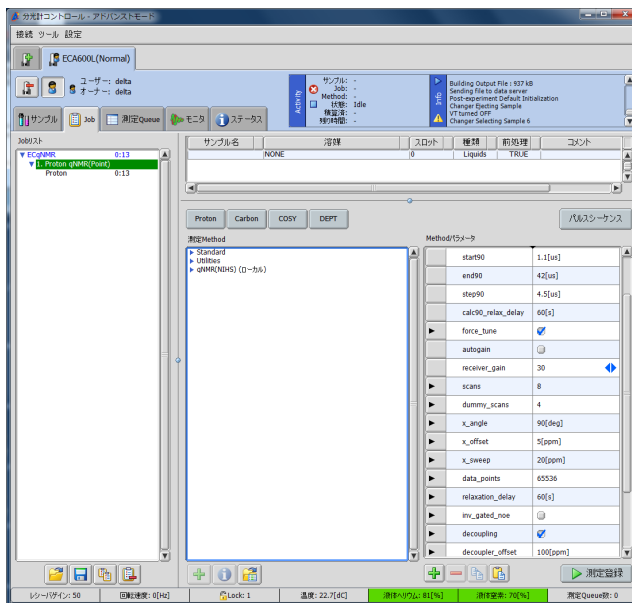 分光計コントロール - アドバンストモード
接続 ツール 設定
ECA600L(Normal)
ユーザー: delta
オーナー: delta
Activity
サンプル: -
Job: -
Method: -
状態: Idle
積算済: -
残り時間: -
Info
Building Output File : 937 kB
Sending file to data server
Post-experiment Default Initialization
Changer Ejecting Sample
VT turned OFF
Changer Selecting Sample 6
サンプル
Job
測定Queue
モニタ
ステータス
Jobリスト
ECqNMR 0:13
1. Proton qNMR(Point)
Proton 0:13
サンプル名 溶媒 スロット 種類 前処理 コメント
NONE 0 Liquids TRUE
Proton Carbon COSY DEPT パルスシーケンス
測定Method
Standard
Utilities
qNMR(NIHS) (ローカル)
Methodパラメータ
start90 1.1[us]
end90 42[us]
step90 4.5[us]
calc90_relax_delay 60[s]
force_tune
autogain
receiver_gain 30
scans 8
dummy_scans 4
x_angle 90[deg]
x_offset 5[ppm]
x_sweep 20[ppm]
data_points 65536
relaxation_delay 60[s]
inv_gated_noe
decoupling
decoupler_offset 100[ppm]
測定登録
レシーバゲイン: 50 回転速度: 0[Hz] Lock: 1 温度: 22.7[dC] 液体ヘリウム: 81[%] 液体窒素: 70[%] 測定Queue数: 0